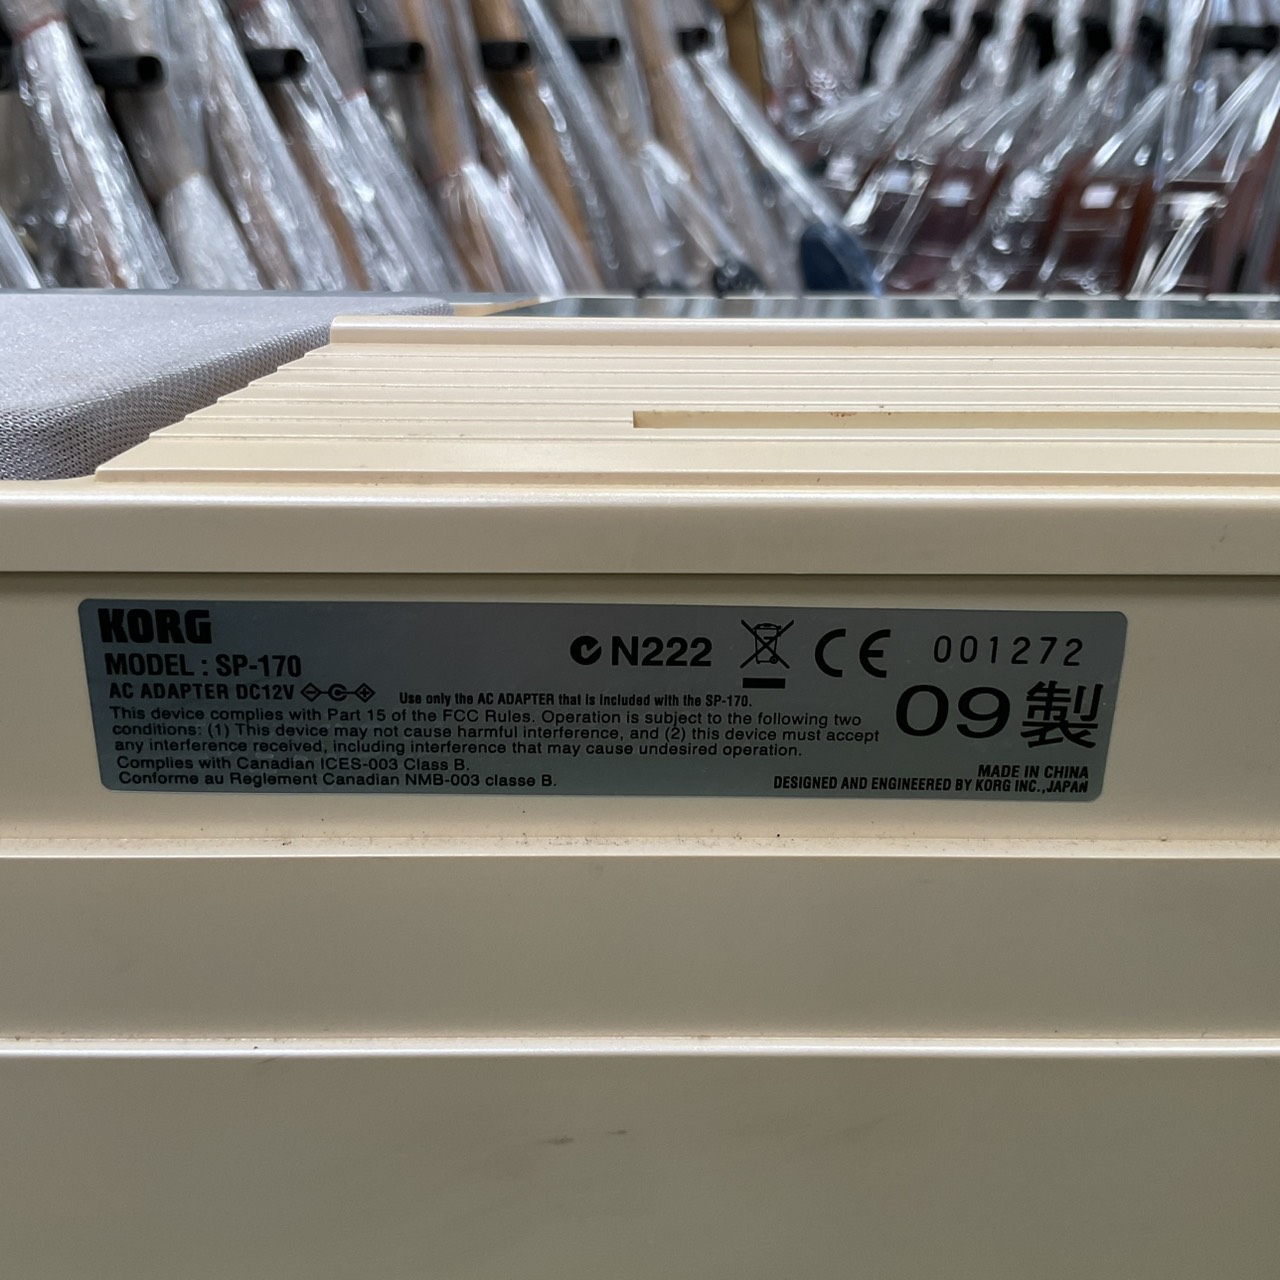 KORG
MODEL : SP-170
N222
CE
001272
AC ADAPTER DC12V
Use only the AC ADAPTER that is included with the SP-170.
09製
This device complies with Part 15 of the FCC Rules. Operation is subject to the following two
conditions: (1) This device may not cause harmful interference, and (2) this device must accept
any interference received, including interference that may cause undesired operation.
Complies with Canadian ICES-003 Class B.
Conforme au Reglement Canadian NMB-003 classe B.
MADE IN CHINA
DESIGNED AND ENGINEERED BY KORG INC.,JAPAN